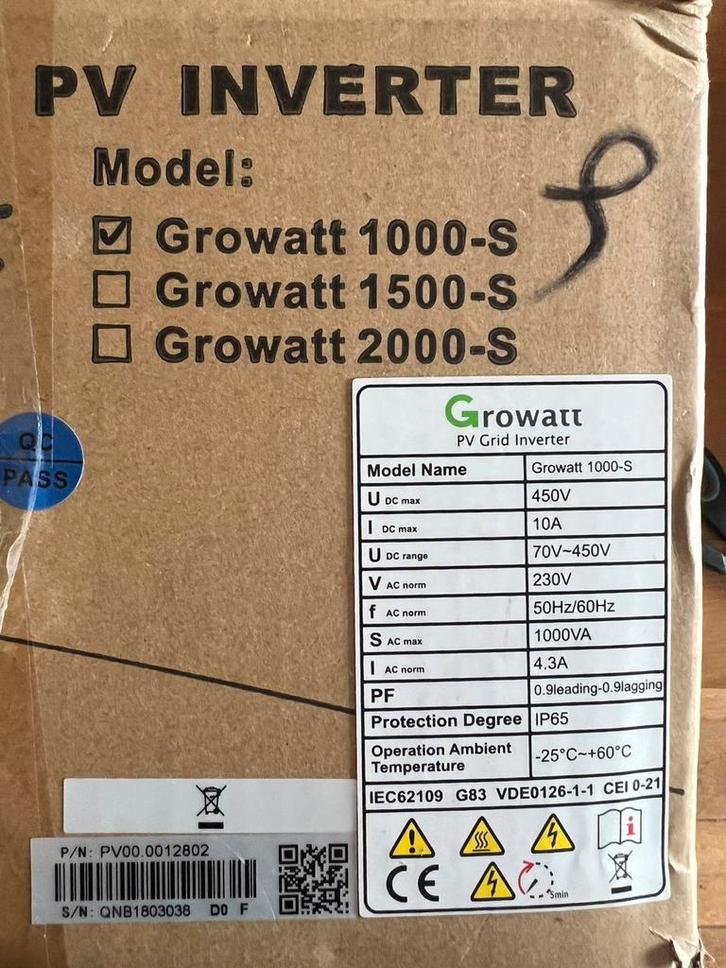 PV INVERTER
Model:
☑ Growatt 1000-S
☐ Growatt 1500-S
☐ Growatt 2000-S
QC
PASS
Growatt
PV Grid Inverter
Model Name Growatt 1000-S
U DC max 450V
I DC max 10A
U DC range 70V~450V
V AC norm 230V
f AC norm 50Hz/60Hz
S AC max 1000VA
I AC norm 4.3A
PF 0.9leading-0.9lagging
Protection Degree IP65
Operation Ambient
Temperature -25°C~+60°C
IEC62109 G83 VDE0126-1-1 CEI 0-21
i
CE
5min
P/N: PV00.0012802
S/N: QNB1803038 D0 F